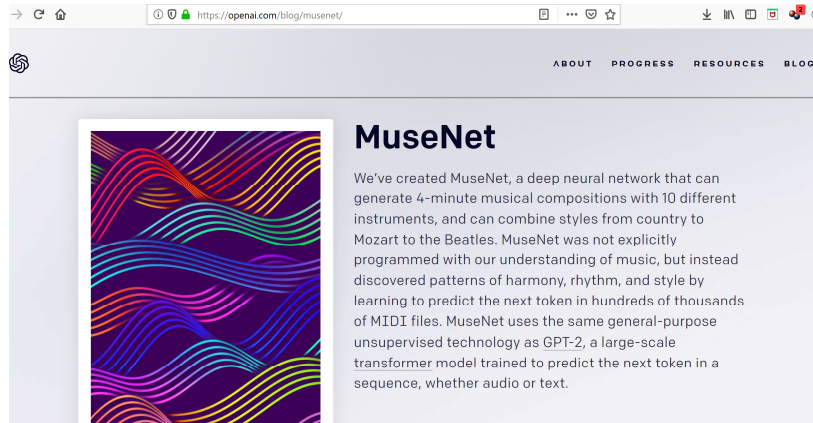 https://openai.com/blog/musenet/
2
ABOUT PROGRESS RESOURCES BLOG
MuseNet
We've created MuseNet, a deep neural network that can
generate 4-minute musical compositions with 10 different
instruments, and can combine styles from country to
Mozart to the Beatles. MuseNet was not explicitly
programmed with our understanding of music, but instead
discovered patterns of harmony, rhythm, and style by
learning to predict the next token in hundreds of thousands
of MIDI files. MuseNet uses the same general-purpose
unsupervised technology as GPT-2, a large-scale
transformer model trained to predict the next token in a
sequence, whether audio or text.